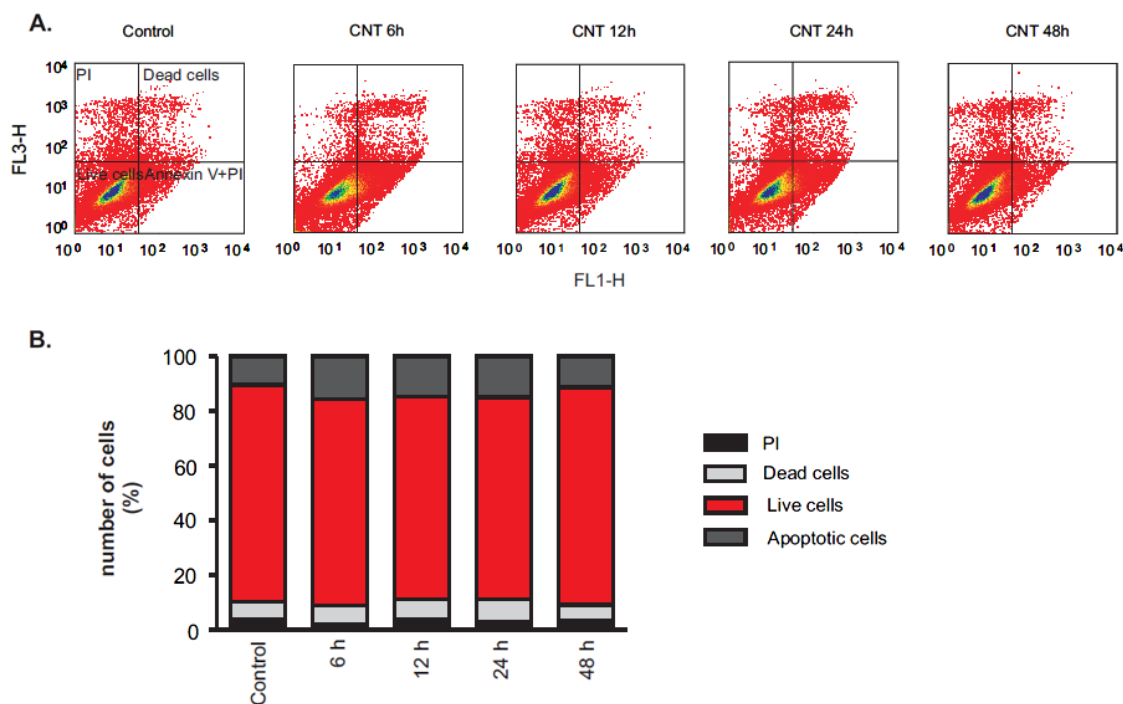 A.
Control CNT 6h CNT 12h CNT 24h CNT 48h
FL3-H
10⁴
10³
10²
10¹
10⁰
PI Dead cells
Live cells Annexin V+PI
10⁰ 10¹ 10² 10³ 10⁴ 10⁰ 10¹ 10² 10³ 10⁴ 10⁰ 10¹ 10² 10³ 10⁴ 10⁰ 10¹ 10² 10³ 10⁴ 10⁰ 10¹ 10² 10³ 10⁴
FL1-H
B.
number of cells
(%)
100
80
60
40
20
0
Control 6 h 12 h 24 h 48 h
PI
Dead cells
Live cells
Apoptotic cells